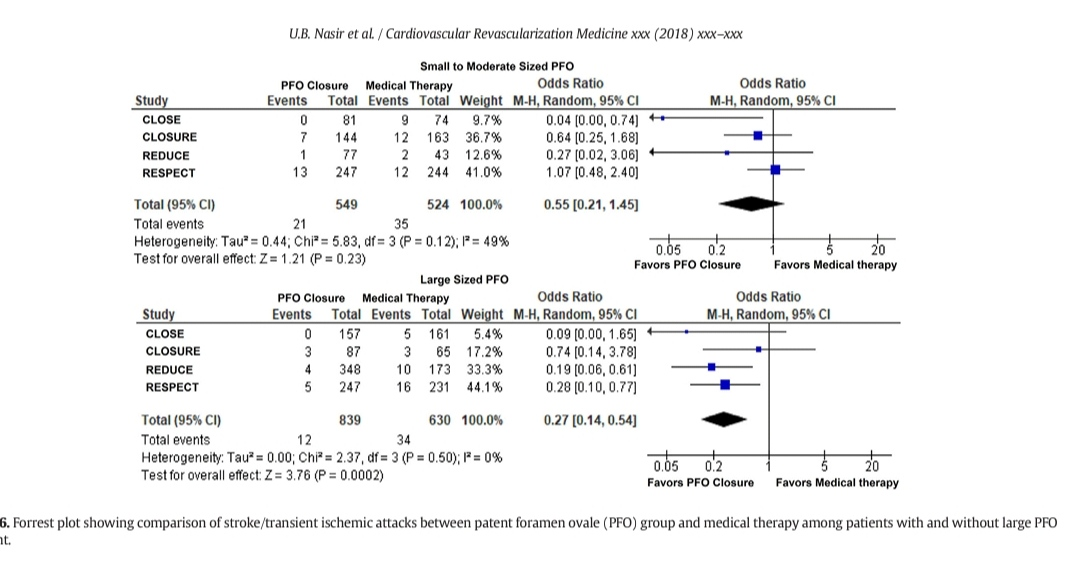 U.B. Nasir et al. / Cardiovascular Revascularization Medicine xxx (2018) xxx–xxx
Small to Moderate Sized PFO
PFO Closure Medical Therapy Odds Ratio Odds Ratio
Study Events Total Events Total Weight M-H, Random, 95% CI M-H, Random, 95% CI
CLOSE 0 81 9 74 9.7% 0.04 [0.00, 0.74]
CLOSURE 7 144 12 163 36.7% 0.64 [0.25, 1.68]
REDUCE 1 77 2 43 12.6% 0.27 [0.02, 3.06]
RESPECT 13 247 12 244 41.0% 1.07 [0.48, 2.40]
Total (95% CI) 549 524 100.0% 0.55 [0.21, 1.45]
Total events 21 35
Heterogeneity: Tau² = 0.44; Chi² = 5.83, df = 3 (P = 0.12); I² = 49%
Test for overall effect: Z = 1.21 (P = 0.23)
0.05 0.2 1 5 20
Favors PFO Closure Favors Medical therapy
Large Sized PFO
PFO Closure Medical Therapy Odds Ratio Odds Ratio
Study Events Total Events Total Weight M-H, Random, 95% CI M-H, Random, 95% CI
CLOSE 0 157 5 161 5.4% 0.09 [0.00, 1.65]
CLOSURE 3 87 3 65 17.2% 0.74 [0.14, 3.78]
REDUCE 4 348 10 173 33.3% 0.19 [0.06, 0.61]
RESPECT 5 247 16 231 44.1% 0.28 [0.10, 0.77]
Total (95% CI) 839 630 100.0% 0.27 [0.14, 0.54]
Total events 12 34
Heterogeneity: Tau² = 0.00; Chi² = 2.37, df = 3 (P = 0.50); I² = 0%
Test for overall effect: Z = 3.76 (P = 0.0002)
0.05 0.2 1 5 20
Favors PFO Closure Favors Medical therapy
6. Forrest plot showing comparison of stroke/transient ischemic attacks between patent foramen ovale (PFO) group and medical therapy among patients with and without large PFO
nt.